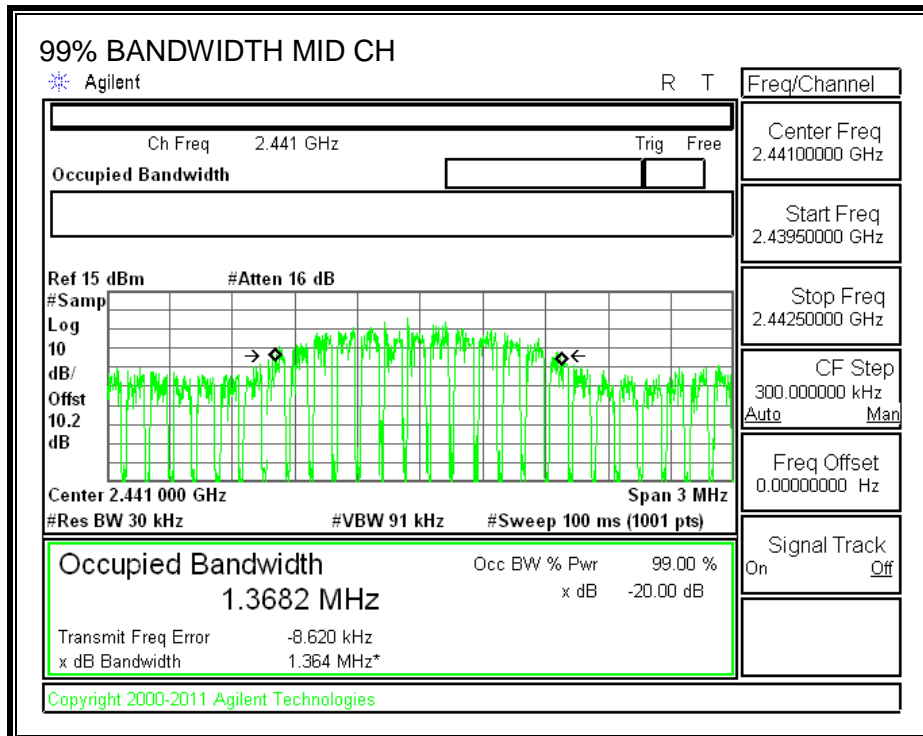 99% BANDWIDTH MID CH
Agilent R T
Ch Freq 2.441 GHz Trig Free
Occupied Bandwidth
Ref 15 dBm #Atten 16 dB
#Samp
Log
10
dB/
Offst
10.2
dB
Center 2.441 000 GHz Span 3 MHz
#Res BW 30 kHz #VBW 91 kHz #Sweep 100 ms (1001 pts)
Occupied Bandwidth Occ BW % Pwr 99.00 %
1.3682 MHz x dB -20.00 dB
Transmit Freq Error -8.620 kHz
x dB Bandwidth 1.364 MHz*
Copyright 2000-2011 Agilent Technologies
Freq/Channel
Center Freq
2.44100000 GHz
Start Freq
2.43950000 GHz
Stop Freq
2.44250000 GHz
CF Step
300.000000 kHz
Auto Man
Freq Offset
0.00000000 Hz
Signal Track
On Off